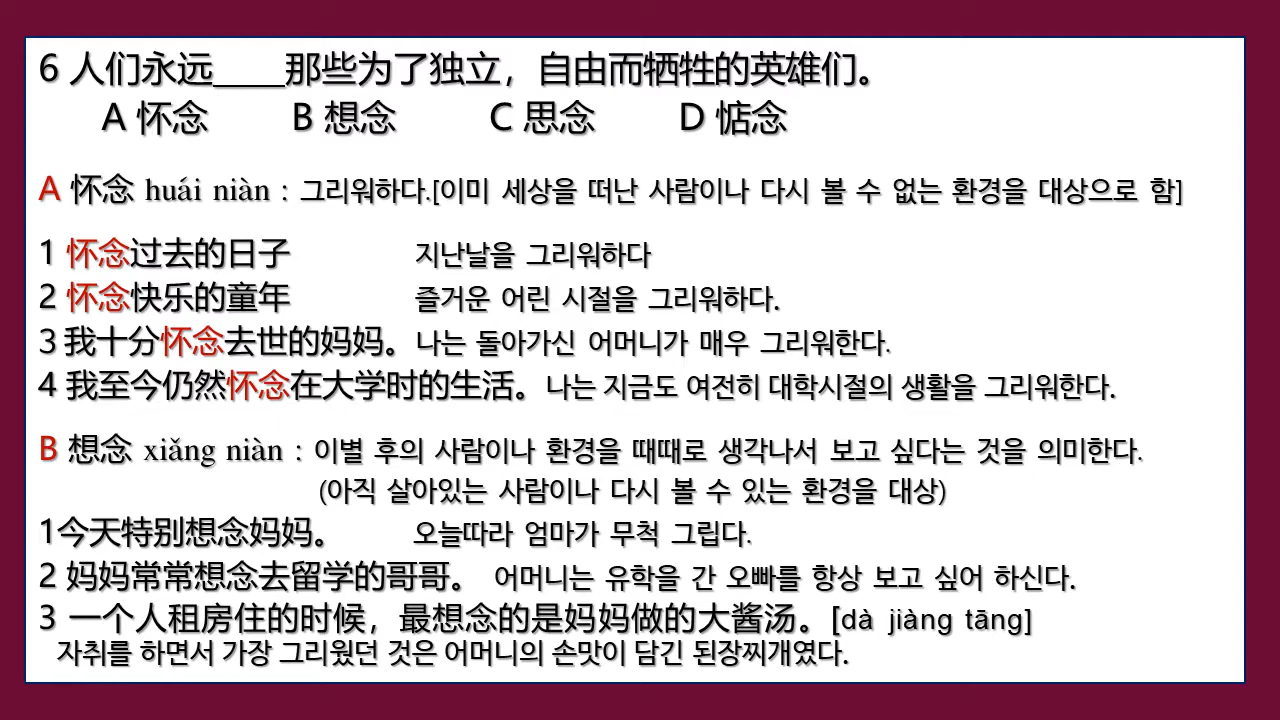 6 人们永远____那些为了独立，自由而牺牲的英雄们。
A 怀念 B 想念 C 思念 D 惦念
A 怀念 huái niàn : 그리워하다.[이미 세상을 떠난 사람이나 다시 볼 수 없는 환경을 대상으로 함]
1 怀念过去的日子 지난날을 그리워하다
2 怀念快乐的童年 즐거운 어린 시절을 그리워하다.
3 我十分怀念去世的妈妈。나는 돌아가신 어머니가 매우 그리워한다.
4 我至今仍然怀念在大学时的生活。나는 지금도 여전히 대학시절의 생활을 그리워한다.
B 想念 xiǎng niàn : 이별 후의 사람이나 환경을 때때로 생각나서 보고 싶다는 것을 의미한다.
(아직 살아있는 사람이나 다시 볼 수 있는 환경을 대상)
1今天特别想念妈妈。 오늘따라 엄마가 무척 그립다.
2 妈妈常常想念去留学的哥哥。 어머니는 유학을 간 오빠를 항상 보고 싶어 하신다.
3 一个人租房住的时候，最想念的是妈妈做的大酱汤。[dà jiàng tāng]
자취를 하면서 가장 그리웠던 것은 어머니의 손맛이 담긴 된장찌개였다.